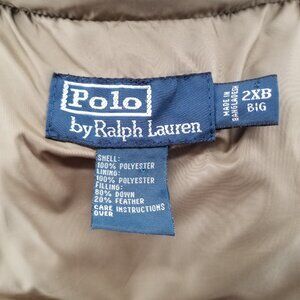 Polo
by Ralph Lauren
MADE IN
BANGLADESH
2XB
BIG
SHELL:
100% POLYESTER
LINING:
100% POLYESTER
FILLING:
80% DOWN
20% FEATHER
CARE INSTRUCTIONS
OVER